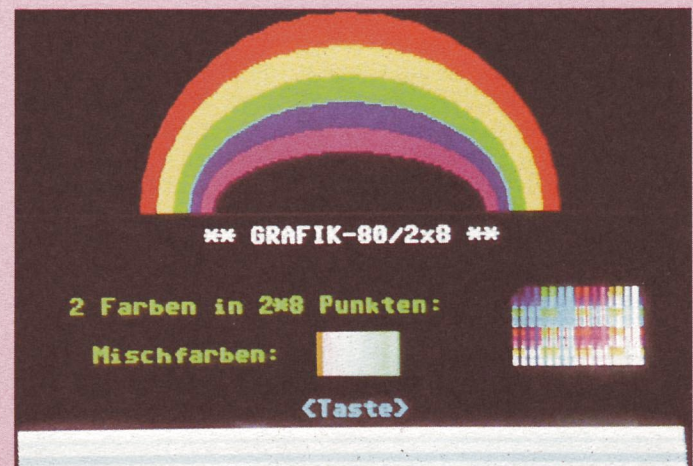 ** GRAFIK-80/2x8 **
2 Farben in 2*8 Punkten:
Mischfarben:
<Taste>